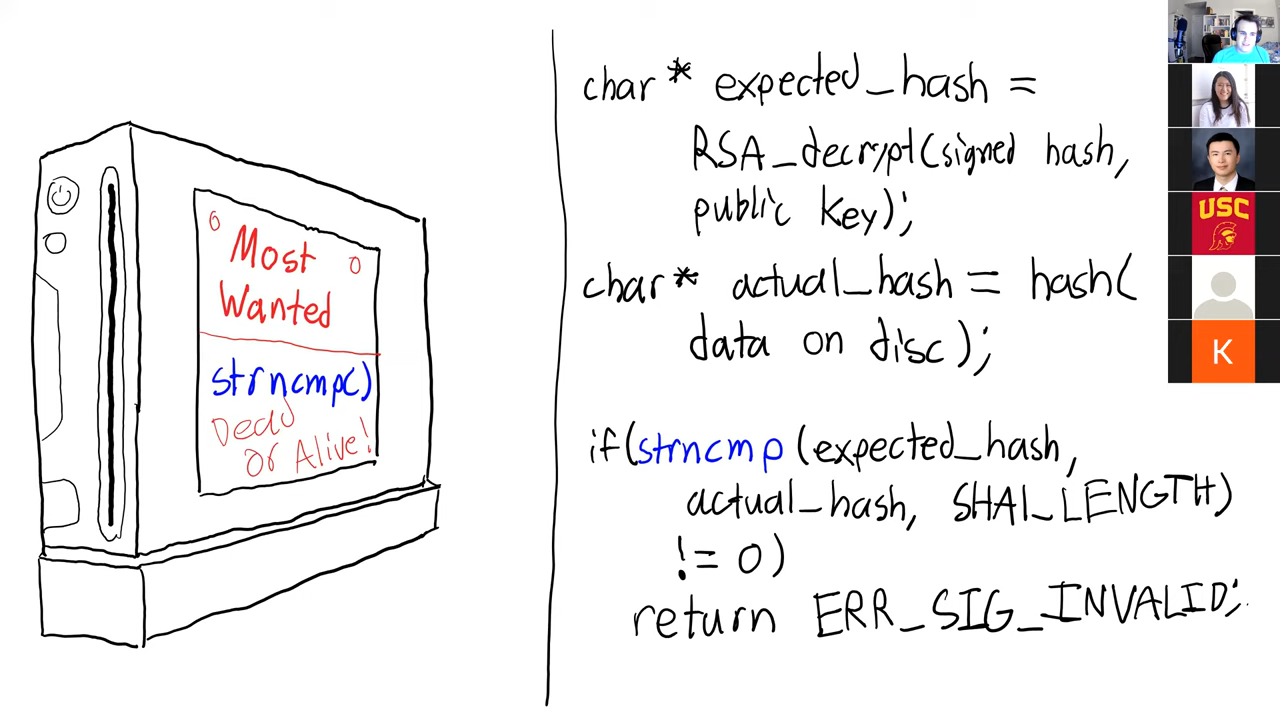 Most
Wanted
strncmp()
Dead
or Alive!
char* expected_hash =
RSA_decrypt(signed hash,
public key);
char* actual_hash = hash(
data on disc);
if(strncmp(expected_hash,
actual_hash, SHA1_LENGTH)
!= 0)
return ERR_SIG_INVALID;
USC
K